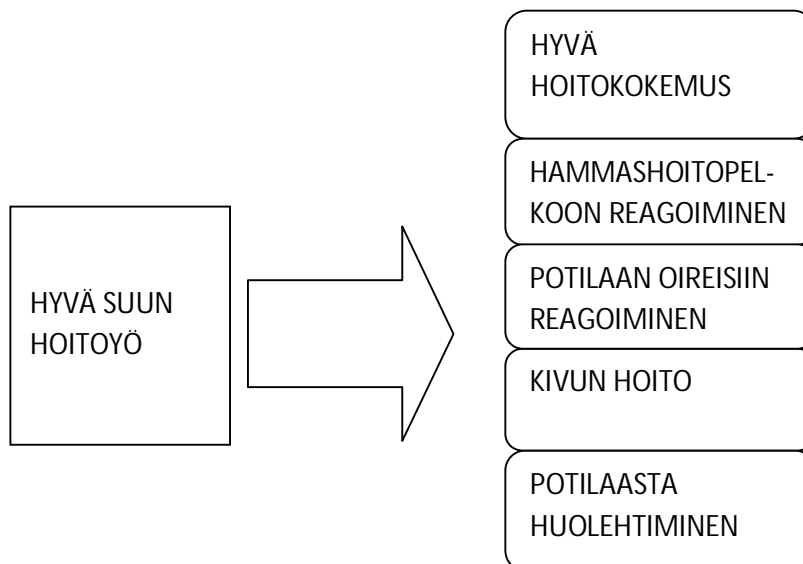 HYVÄ SUUN
HOITOYÖ
HYVÄ
HOITOKOKEMUS
HAMMASHOITOPEL-
KOON REAGOIMINEN
POTILAAN OIREISIIN
REAGOIMINEN
KIVUN HOITO
POTILAASTA
HUOLEHTIMINEN